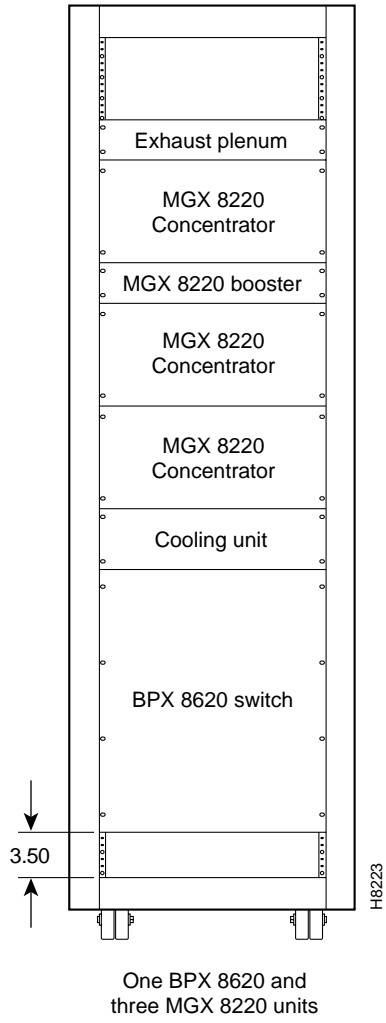 Exhaust plenum
MGX 8220
Concentrator
MGX 8220 booster
MGX 8220
Concentrator
MGX 8220
Concentrator
Cooling unit
BPX 8620 switch
3.50
H8223
One BPX 8620 and
three MGX 8220 units